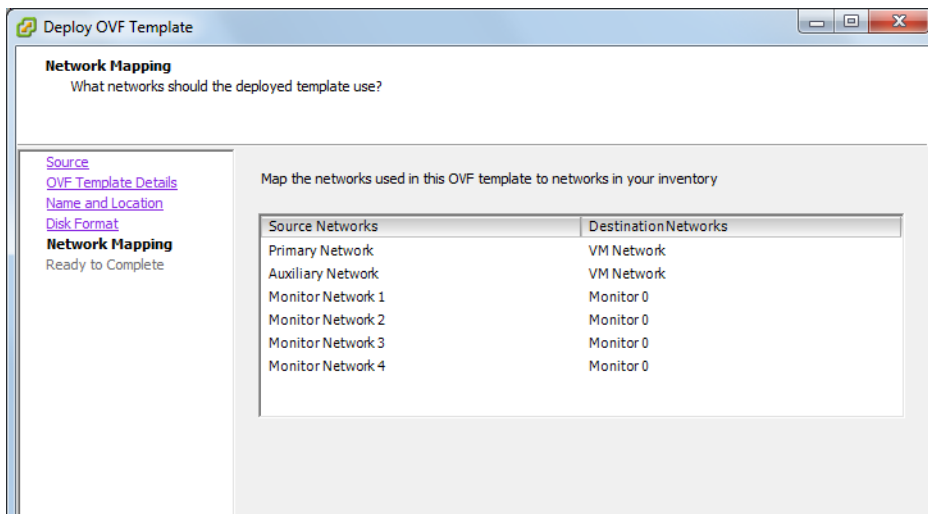 Deploy OVF Template
Network Mapping
What networks should the deployed template use?
Source
OVF Template Details
Name and Location
Disk Format
Network Mapping
Ready to Complete
Map the networks used in this OVF template to networks in your inventory
Source Networks Destination Networks
Primary Network VM Network
Auxiliary Network VM Network
Monitor Network 1 Monitor 0
Monitor Network 2 Monitor 0
Monitor Network 3 Monitor 0
Monitor Network 4 Monitor 0